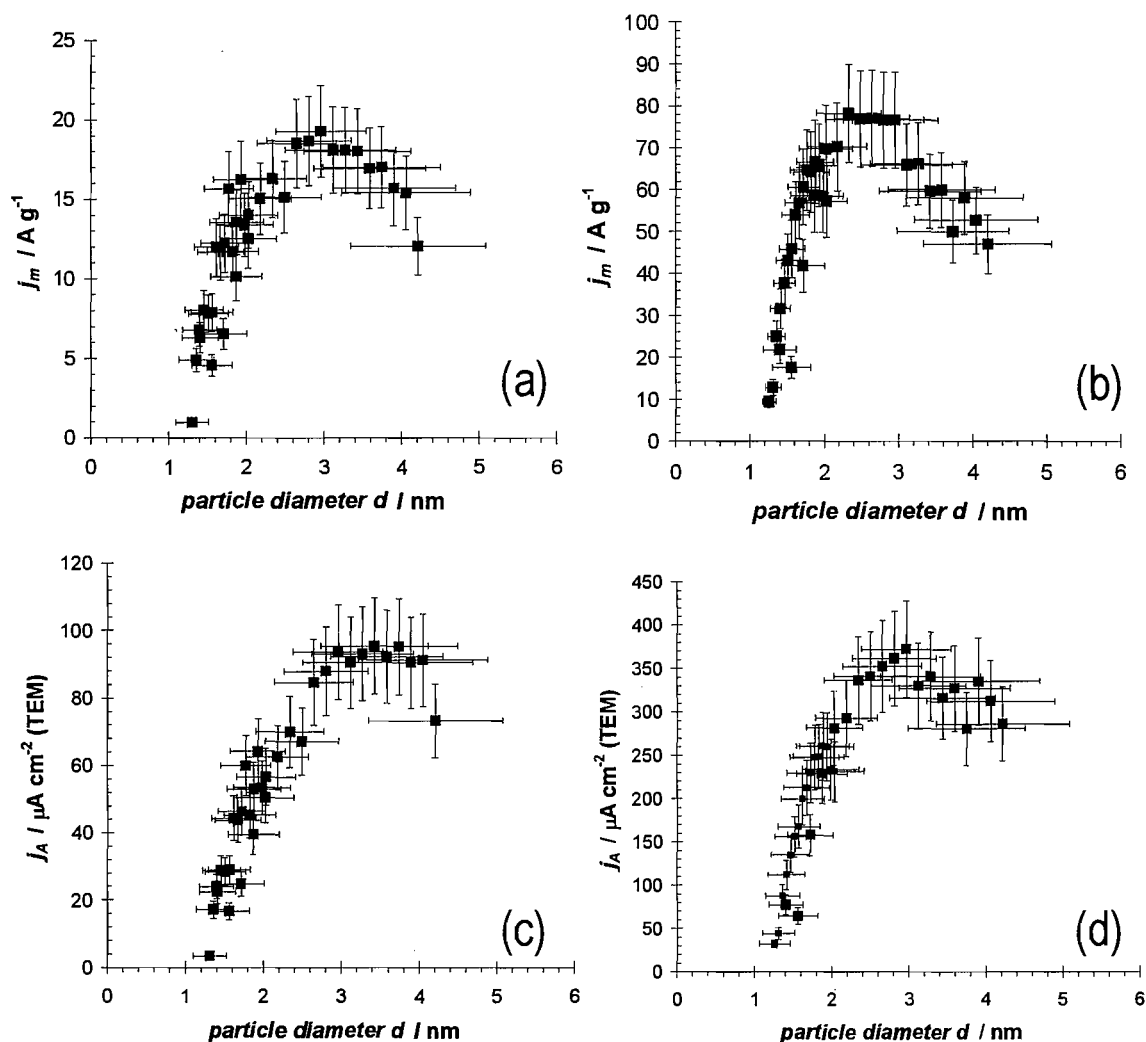 25
20
15
10
5
0
j_m / A g⁻¹
0 1 2 3 4 5 6
particle diameter d / nm
(a)
100
90
80
70
60
50
40
30
20
10
0
j_m / A g⁻¹
0 1 2 3 4 5 6
particle diameter d / nm
(b)
120
100
80
60
40
20
0
j_A / µA cm⁻² (TEM)
0 1 2 3 4 5 6
particle diameter d / nm
(c)
450
400
350
300
250
200
150
100
50
0
j_A / µA cm⁻² (TEM)
0 1 2 3 4 5 6
particle diameter d / nm
(d)